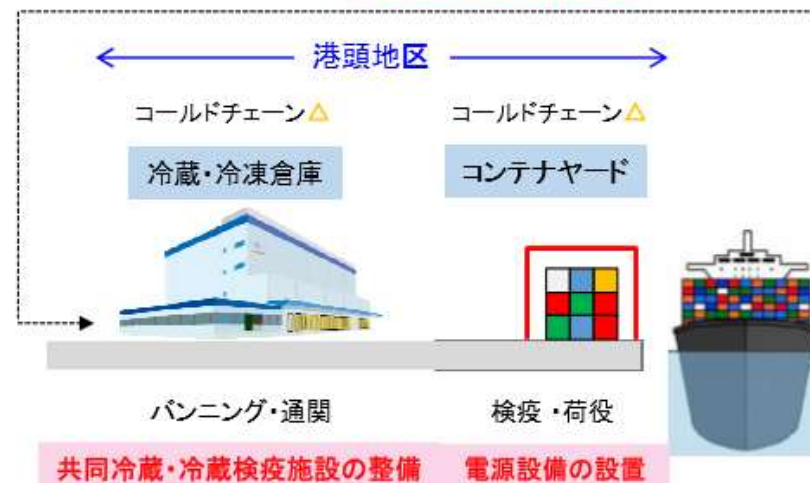 港頭地区
コールドチェーン△
コールドチェーン△
冷蔵・冷凍倉庫
コンテナヤード
バンニング・通関
検疫・荷役
共同冷蔵・冷蔵検疫施設の整備
電源設備の設置